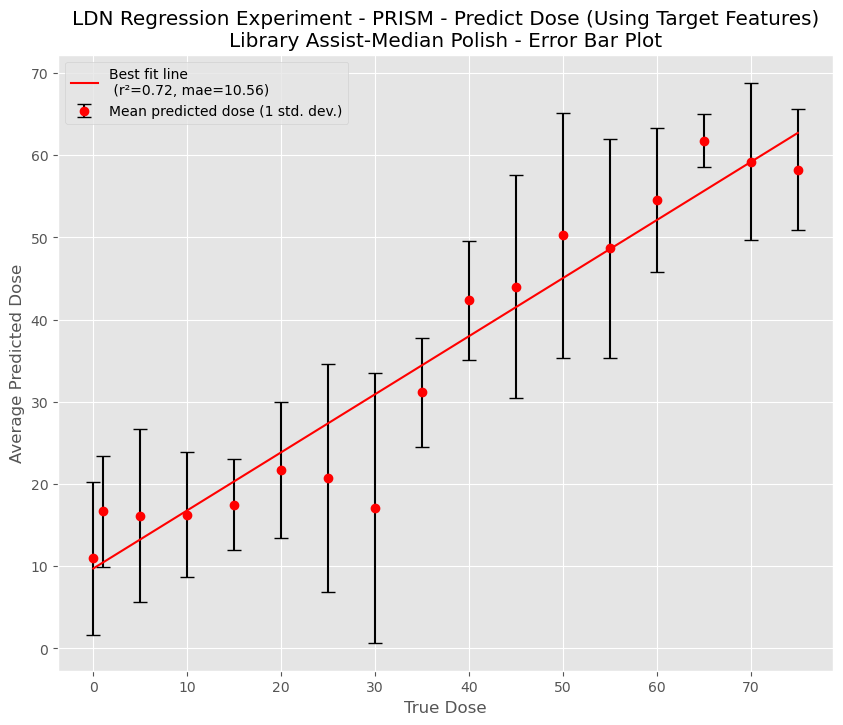 LDN Regression Experiment - PRISM - Predict Dose (Using Target Features)
Library Assist-Median Polish - Error Bar Plot
Best fit line
(r²=0.72, mae=10.56)
Mean predicted dose (1 std. dev.)
Average Predicted Dose
70
60
50
40
30
20
10
0
0 10 20 30 40 50 60 70
True Dose